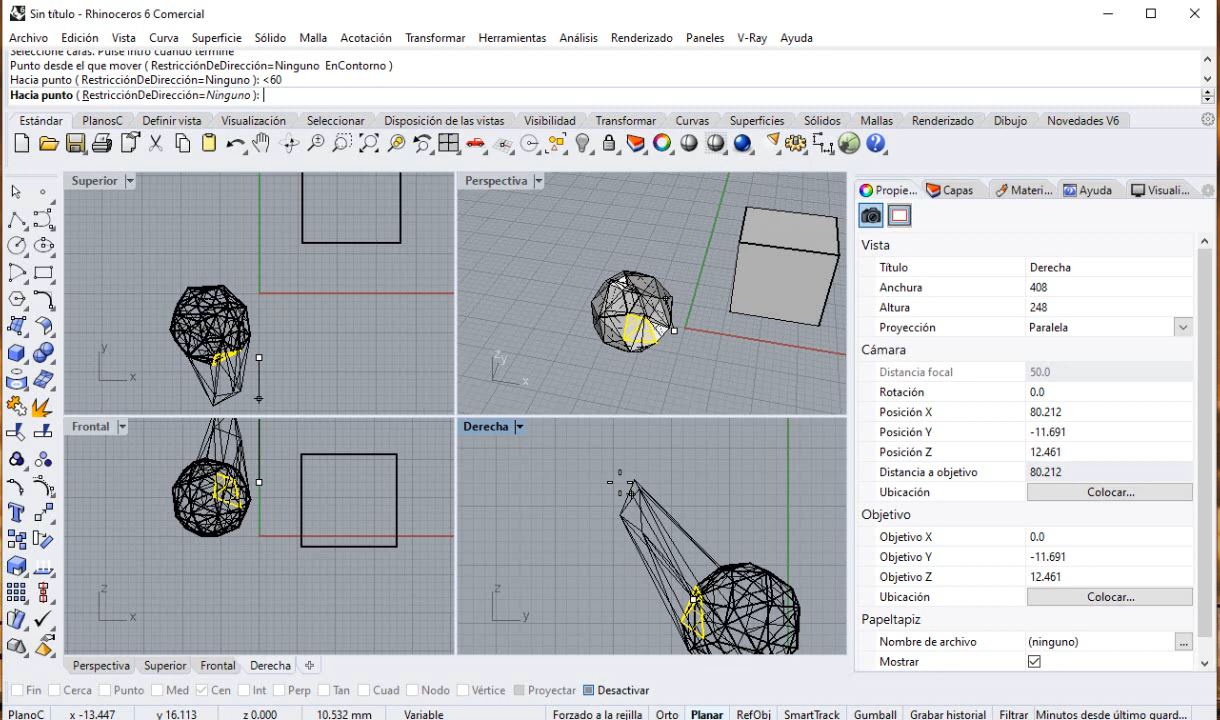 Sin título - Rhinoceros 6 Comercial
Archivo Edición Vista Curva Superficie Sólido Malla Acotación Transformar Herramientas Análisis Renderizado Paneles V-Ray Ayuda
Seleccione caras. Pulse Intro cuando termine
Punto desde el que mover ( RestricciónDeDirección=Ninguno EnContorno )
Hacia punto ( RestricciónDeDirección=Ninguno ): <60
Hacia punto ( RestricciónDeDirección=Ninguno ):
Estándar PlanosC Definir vista Visualización Seleccionar Disposición de las vistas Visibilidad Transformar Curvas Superficies Sólidos Mallas Renderizado Dibujo Novedades V6
Superior
y
x
Perspectiva
z
y
x
Frontal
z
x
Derecha
z
y
Propie... Capas Materi... Ayuda Visuali...
Vista
Título Derecha
Anchura 408
Altura 248
Proyección Paralela
Cámara
Distancia focal 50.0
Rotación 0.0
Posición X 80.212
Posición Y -11.691
Posición Z 12.461
Distancia a objetivo 80.212
Ubicación Colocar...
Objetivo
Objetivo X 0.0
Objetivo Y -11.691
Objetivo Z 12.461
Ubicación Colocar...
Papeltapiz
Nombre de archivo (ninguno) ...
Mostrar
Perspectiva Superior Frontal Derecha
Fin Cerca Punto Med Cen Int Perp Tan Cuad Nodo Vértice Proyectar Desactivar
PlanoC x -13.447 y 16.113 z 0.000 10.532 mm Variable Forzado a la rejilla Orto Planar RefObj SmartTrack Gumball Grabar historial Filtrar Minutos desde último guard...